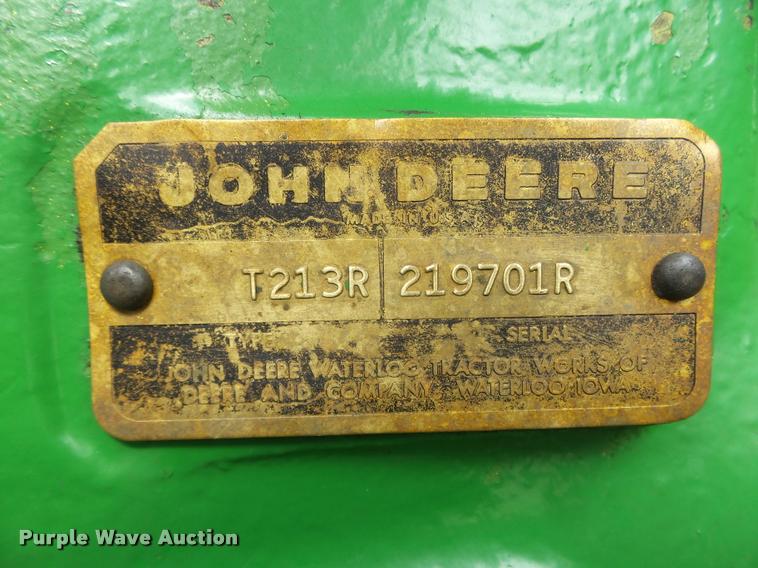 JOHN DEERE
MADE IN U.S.A.
T213R 219701R
TYPE SERIAL
JOHN DEERE WATERLOO TRACTOR WORKS OF
DEERE AND COMPANY, WATERLOO, IOWA
Purple Wave Auction